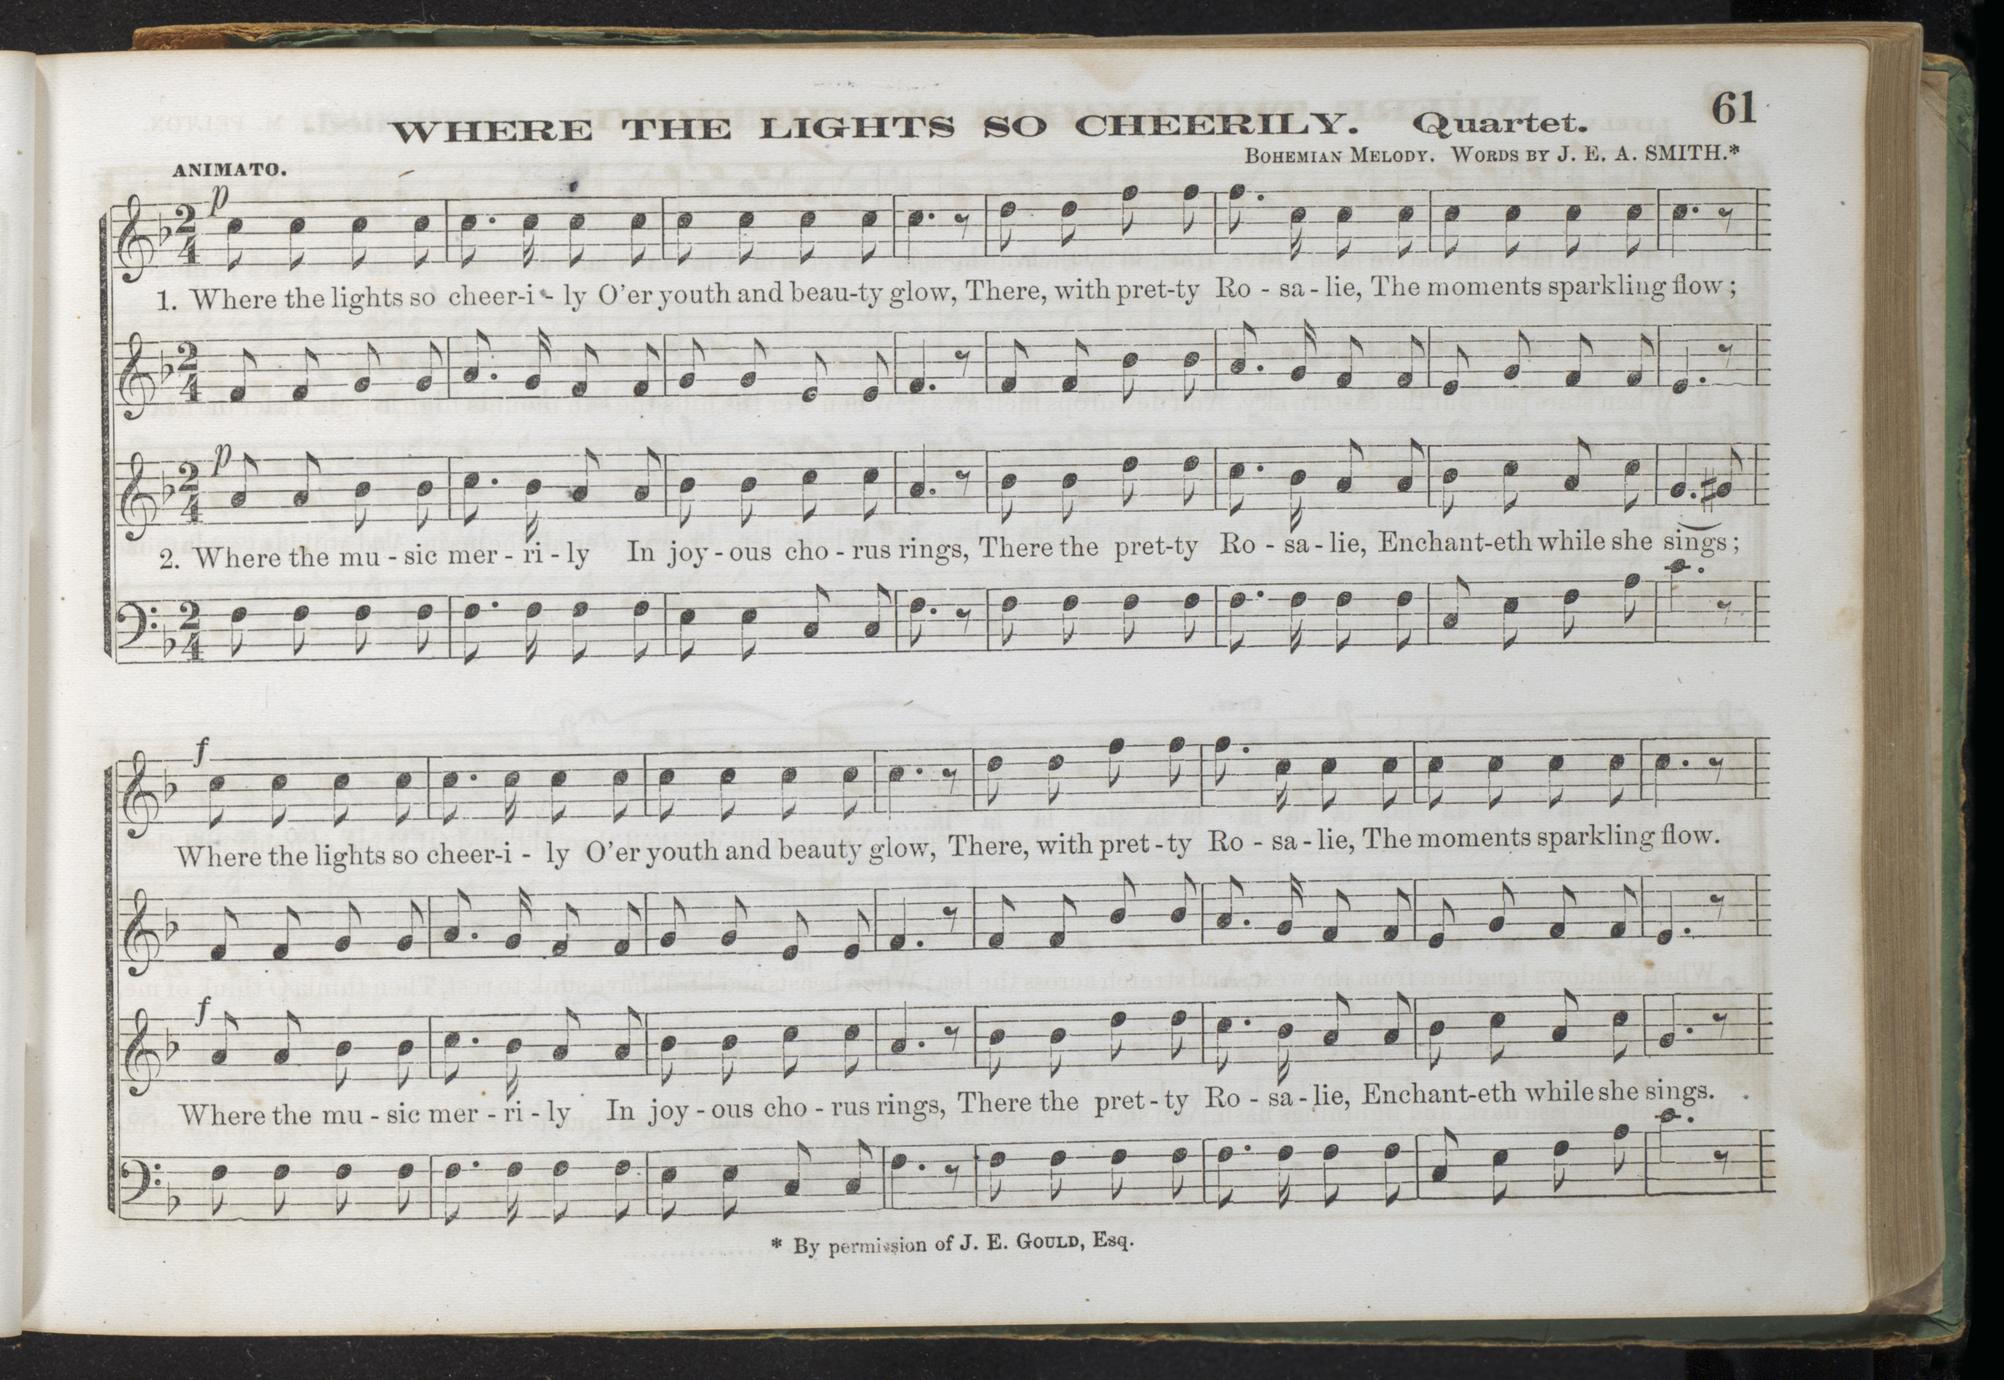 61
WHERE THE LIGHTS SO CHEERILY. Quartet.
BOHEMIAN MELODY. WORDS BY J. E. A. SMITH.*
ANIMATO.
p
1. Where the lights so cheer-i - ly O'er youth and beau-ty glow, There, with pret-ty Ro - sa - lie, The moments sparkling flow;
p
2. Where the mu - sic mer - ri - ly In joy - ous cho - rus rings, There the pret-ty Ro - sa - lie, Enchant-eth while she sings;
f
Where the lights so cheer-i - ly O'er youth and beauty glow, There, with pret - ty Ro - sa - lie, The moments sparkling flow.
f
Where the mu - sic mer - ri - ly In joy - ous cho - rus rings, There the pret - ty Ro - sa - lie, Enchant-eth while she sings.
* By permission of J. E. GOULD, Esq.